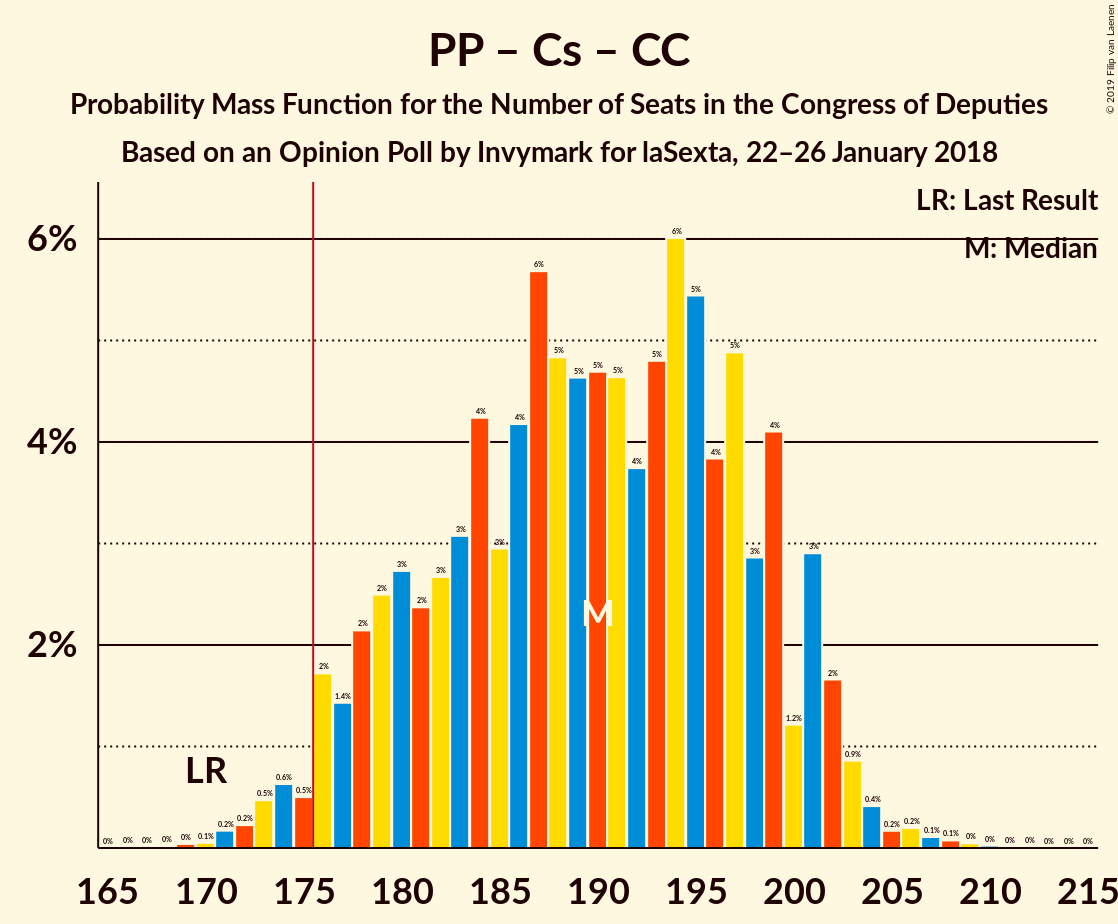 PP – Cs – CC
Probability Mass Function for the Number of Seats in the Congress of Deputies
Based on an Opinion Poll by Invymark for laSexta, 22–26 January 2018
© 2019 Filip van Laenen
LR: Last Result
M: Median
6%
4%
2%
0% 0% 0% 0% 0% 0.1% 0.2% 0.2% 0.5% 0.6% 0.5% 2% 1.4% 2% 2% 3% 2% 3% 3% 4% 3% 4% 6% 5% 5% 5% 5% 4% 5% 6% 5% 4% 5% 3% 4% 1.2% 3% 2% 0.9% 0.4% 0.2% 0.2% 0.1% 0.1% 0% 0% 0% 0% 0% 0% 0%
M
LR
165 170 175 180 185 190 195 200 205 210 215